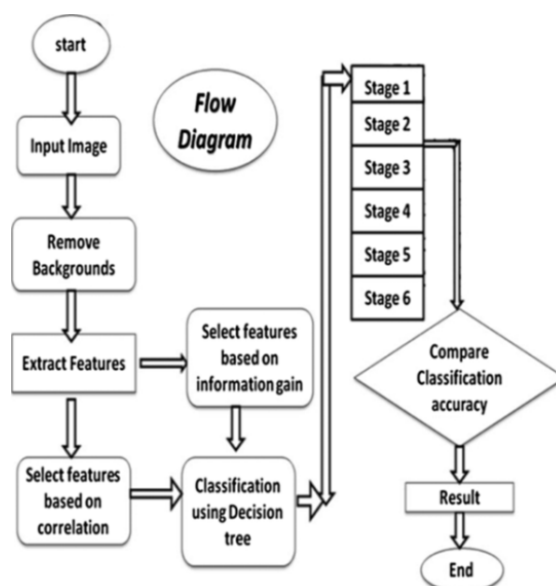 start
Flow
Diagram
Input Image
Remove
Backgrounds
Extract Features
Select features
based on
information gain
Select features
based on
correlation
Classification
using Decision
tree
Stage 1
Stage 2
Stage 3
Stage 4
Stage 5
Stage 6
Compare
Classification
accuracy
Result
End